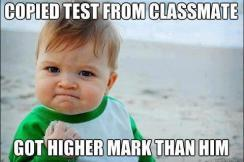 COPIED TEST FROM CLASSMATE
GOT HIGHER MARK THAN HIM